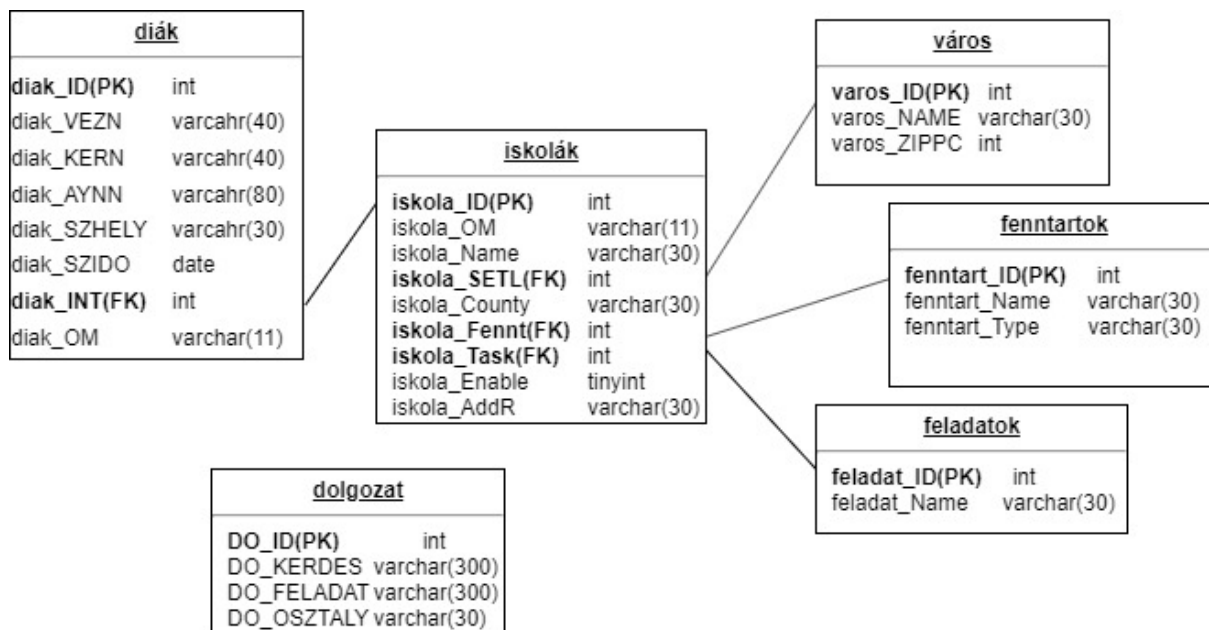 diák
diak_ID(PK) int
diak_VEZN varcahr(40)
diak_KERN varcahr(40)
diak_AYNN varcahr(80)
diak_SZHELY varcahr(30)
diak_SZIDO date
diak_INT(FK) int
diak_OM varchar(11)
iskolák
iskola_ID(PK) int
iskola_OM varchar(11)
iskola_Name varchar(30)
iskola_SETL(FK) int
iskola_County varchar(30)
iskola_Fennt(FK) int
iskola_Task(FK) int
iskola_Enable tinyint
iskola_AddR varchar(30)
város
varos_ID(PK) int
varos_NAME varchar(30)
varos_ZIPPC int
fenntartok
fenntart_ID(PK) int
fenntart_Name varchar(30)
fenntart_Type varchar(30)
feladatok
feladat_ID(PK) int
feladat_Name varchar(30)
dolgozat
DO_ID(PK) int
DO_KERDES varchar(300)
DO_FELADAT varchar(300)
DO_OSZTALY varchar(30)